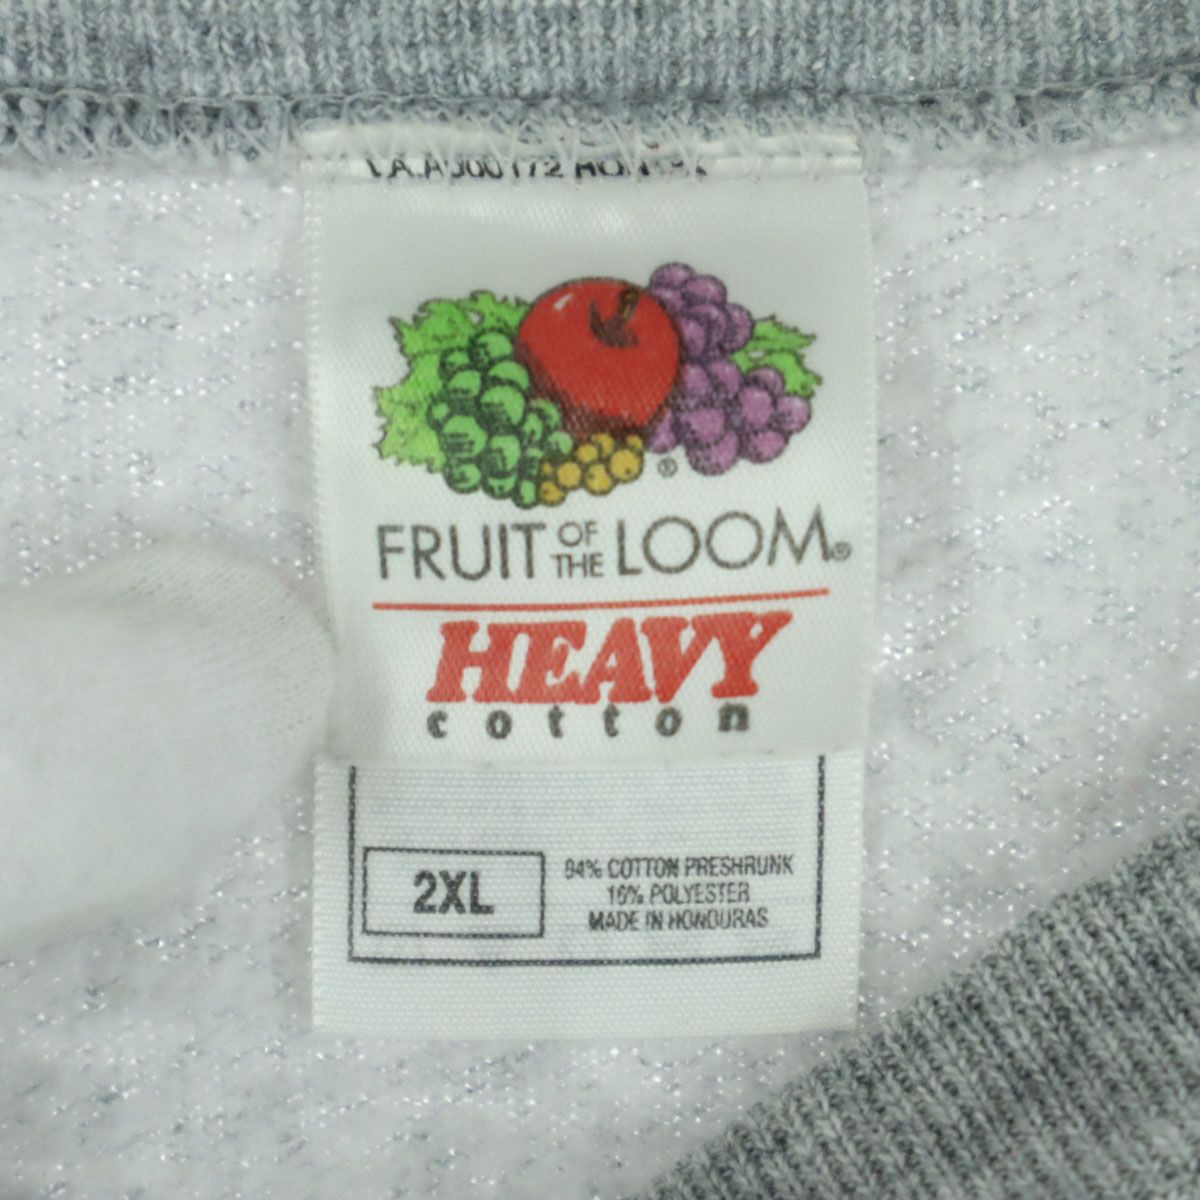 FRUIT OF THE LOOM®
HEAVY
cotton
2XL
84% COTTON PRESHRUNK
16% POLYESTER
MADE IN HONDURAS